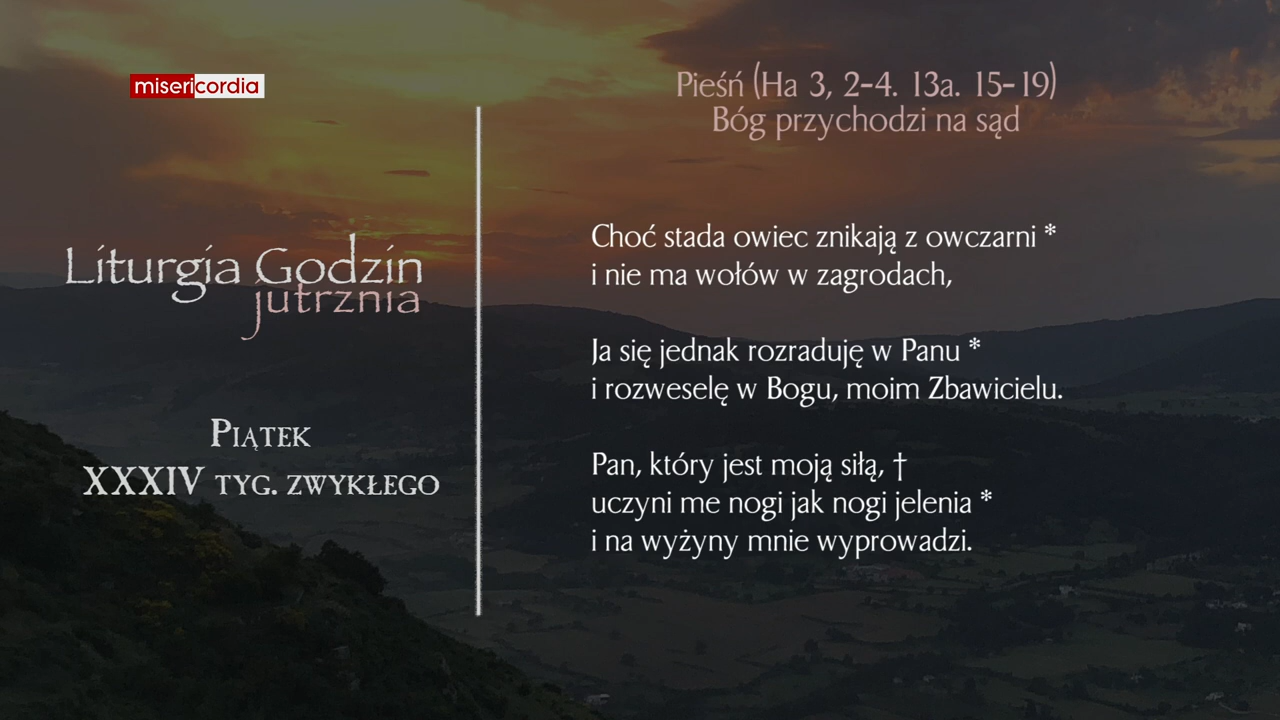 misericordia
Liturgia Godzin
jutrznia
Piątek
XXXIV tyg. zwykłego
Pieśń (Ha 3, 2-4. 13a. 15-19)
Bóg przychodzi na sąd
Choć stada owiec znikają z owczarni *
i nie ma wołów w zagrodach,
Ja się jednak rozraduję w Panu *
i rozweselę w Bogu, moim Zbawicielu.
Pan, który jest moją siłą, †
uczyni me nogi jak nogi jelenia *
i na wyżyny mnie wyprowadzi.